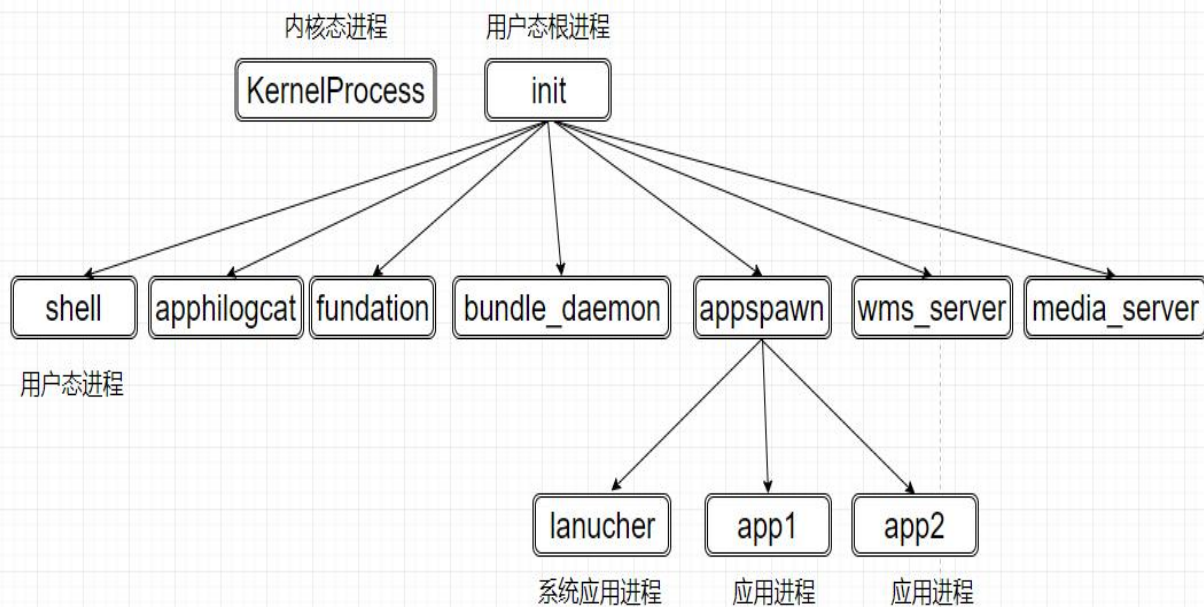 内核态进程
用户态根进程
KernelProcess
init
shell
apphilogcat
fundation
bundle_daemon
appspawn
wms_server
media_server
用户态进程
lanucher
app1
app2
系统应用进程
应用进程
应用进程